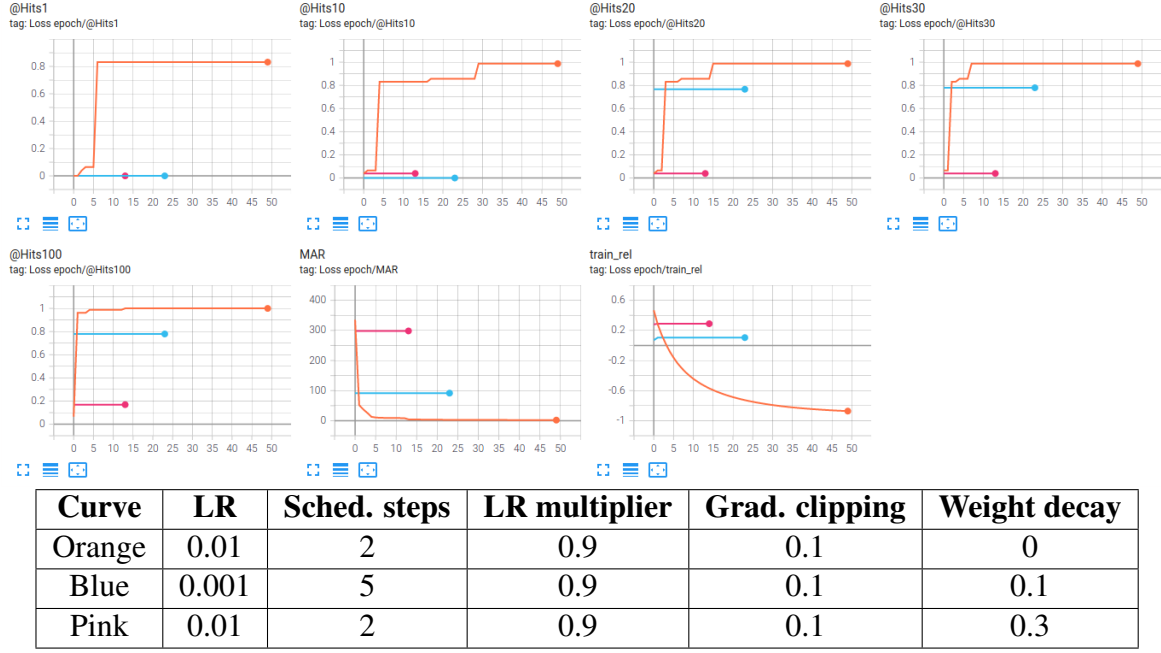 @Hits1
tag: Loss epoch/@Hits1
0.8
0.6
0.4
0.2
0
0 5 10 15 20 25 30 35 40 45 50
@Hits10
tag: Loss epoch/@Hits10
1
0.8
0.6
0.4
0.2
0
0 5 10 15 20 25 30 35 40 45 50
@Hits20
tag: Loss epoch/@Hits20
1
0.8
0.6
0.4
0.2
0
0 5 10 15 20 25 30 35 40 45 50
@Hits30
tag: Loss epoch/@Hits30
1
0.8
0.6
0.4
0.2
0
0 5 10 15 20 25 30 35 40 45 50
@Hits100
tag: Loss epoch/@Hits100
1
0.8
0.6
0.4
0.2
0
0 5 10 15 20 25 30 35 40 45 50
MAR
tag: Loss epoch/MAR
400
300
200
100
0
0 5 10 15 20 25 30 35 40 45 50
train_rel
tag: Loss epoch/train_rel
0.6
0.2
-0.2
-0.6
-1
0 5 10 15 20 25 30 35 40 45 50
Curve LR Sched. steps LR multiplier Grad. clipping Weight decay
Orange 0.01 2 0.9 0.1 0
Blue 0.001 5 0.9 0.1 0.1
Pink 0.01 2 0.9 0.1 0.3